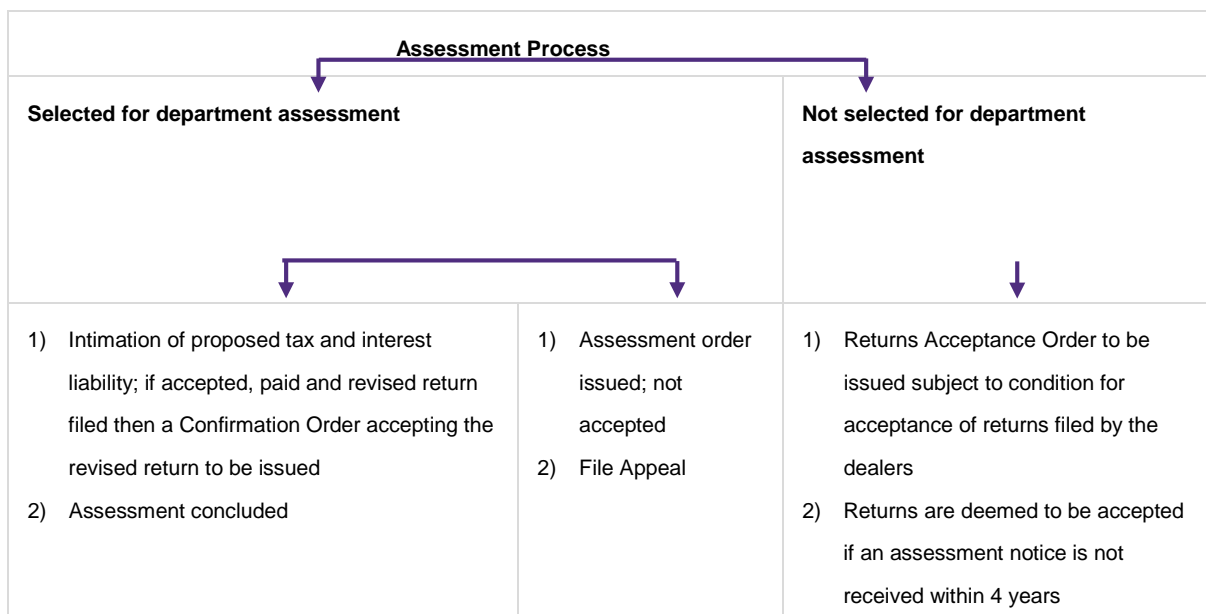 Assessment Process
Selected for department assessment
Not selected for department
assessment
1) Intimation of proposed tax and interest
liability; if accepted, paid and revised return
filed then a Confirmation Order accepting the
revised return to be issued
2) Assessment concluded
1) Assessment order
issued; not
accepted
2) File Appeal
1) Returns Acceptance Order to be
issued subject to condition for
acceptance of returns filed by the
dealers
2) Returns are deemed to be accepted
if an assessment notice is not
received within 4 years